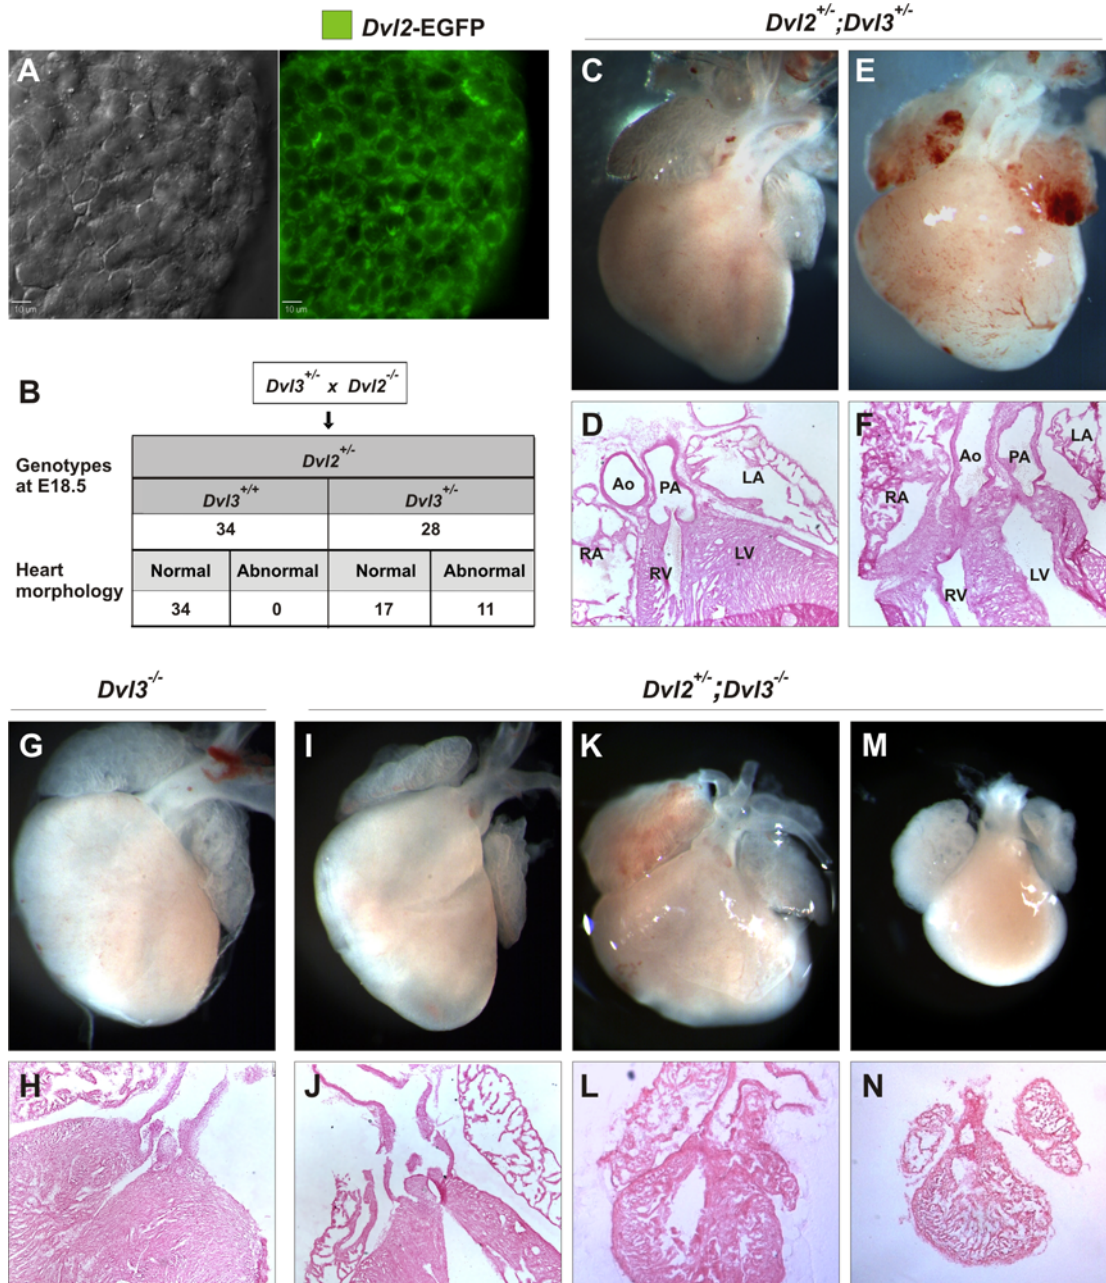 Dvl2-EGFP
Dvl2+/-;Dvl3+/-
A
10 um
10 um
C
E
B
Dvl3+/- x Dvl2-/-
Genotypes
at E18.5
Dvl2+/-
Dvl3+/+
Dvl3+/-
34
28
Heart
morphology
Normal
Abnormal
Normal
Abnormal
34
0
17
11
D
Ao
PA
LA
RA
RV
LV
F
Ao
PA
LA
RA
LV
RV
Dvl3-/-
Dvl2+/-;Dvl3-/-
G
I
K
M
H
J
L
N